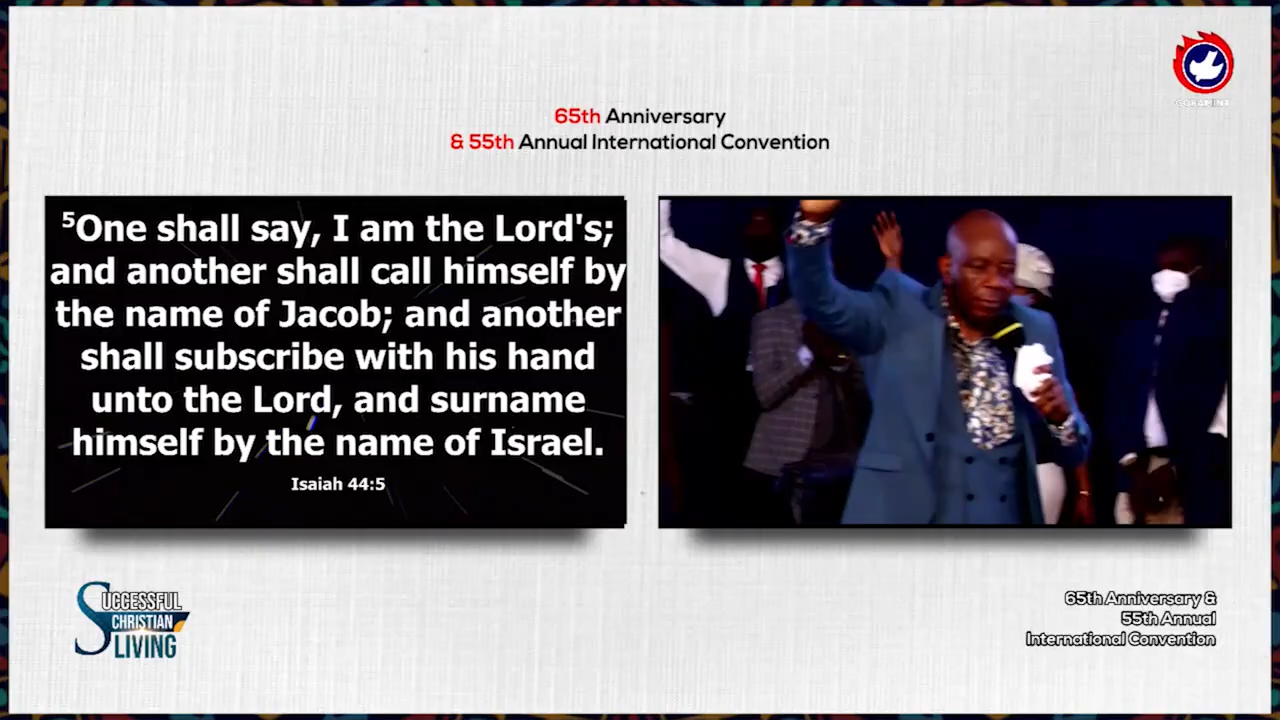 65th Anniversary
& 55th Annual International Convention
⁵One shall say, I am the Lord's;
and another shall call himself by
the name of Jacob; and another
shall subscribe with his hand
unto the Lord, and surname
himself by the name of Israel.
Isaiah 44:5
SUCCESSFUL
CHRISTIAN
LIVING
65th Anniversary &
55th Annual
International Convention